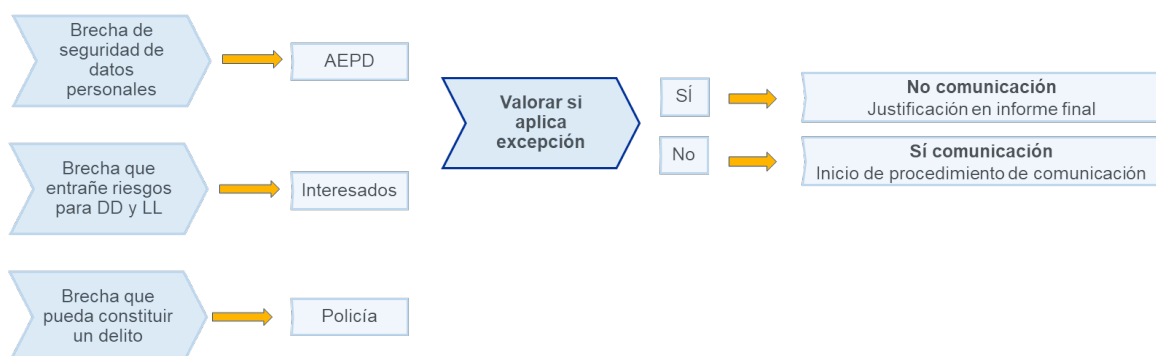 Brecha de
seguridad de
datos
personales
AEPD
Brecha que
entrañe riesgos
para DD y LL
Interesados
Brecha que
pueda constituir
un delito
Policía
Valorar si
aplica
excepción
SÍ
No comunicación
Justificación en informe final
No
Sí comunicación
Inicio de procedimiento de comunicación